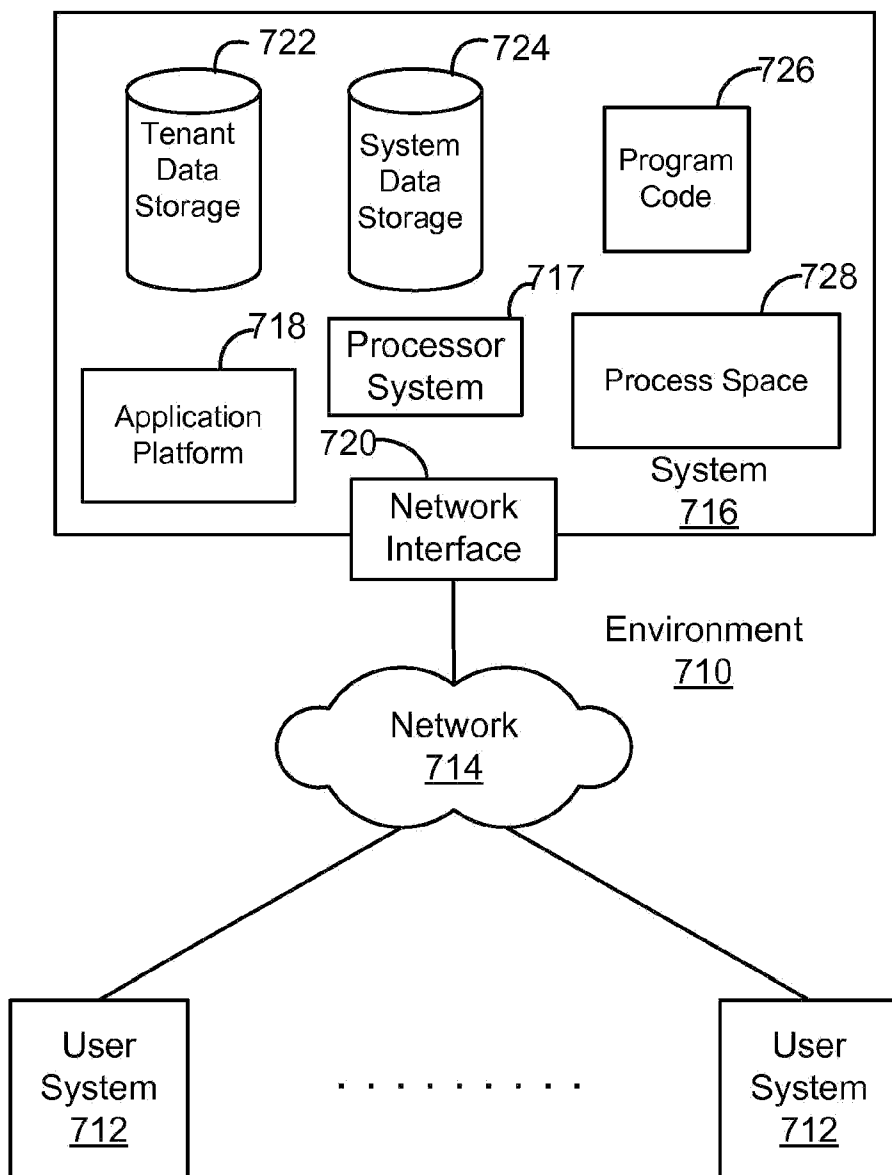 722
724
726
Tenant
Data
Storage
System
Data
Storage
Program
Code
717
728
718
Processor
System
Process Space
Application
Platform
720
System
716
Network
Interface
Environment
710
Network
714
User
System
712
. . . . . . . . .
User
System
712